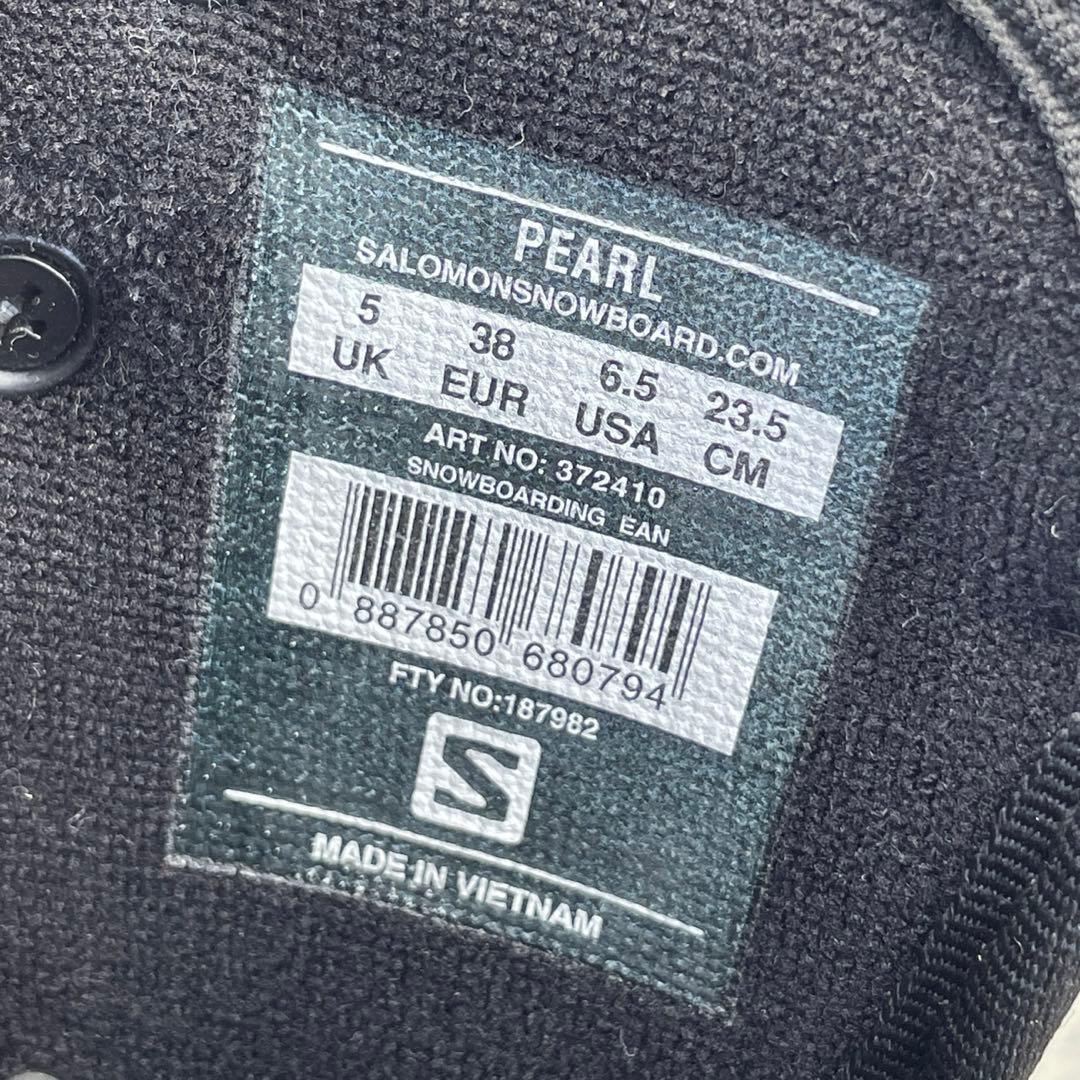 PEARL
SALOMONSNOWBOARD.COM
5 38 6.5 23.5
UK EUR USA CM
ART NO: 372410
SNOWBOARDING EAN
0 887850 680794
FTY NO:187982
MADE IN VIETNAM